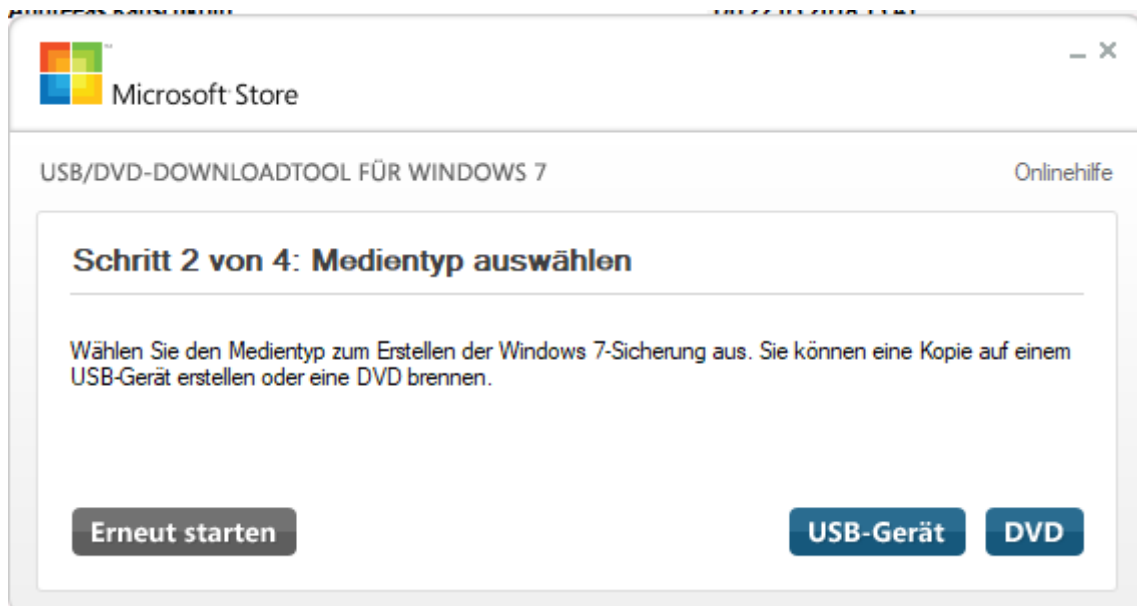 Microsoft Store
USB/DVD-DOWNLOADTOOL FÜR WINDOWS 7
Onlinehilfe
Schritt 2 von 4: Medientyp auswählen
Wählen Sie den Medientyp zum Erstellen der Windows 7-Sicherung aus. Sie können eine Kopie auf einem
USB-Gerät erstellen oder eine DVD brennen.
Erneut starten
USB-Gerät
DVD